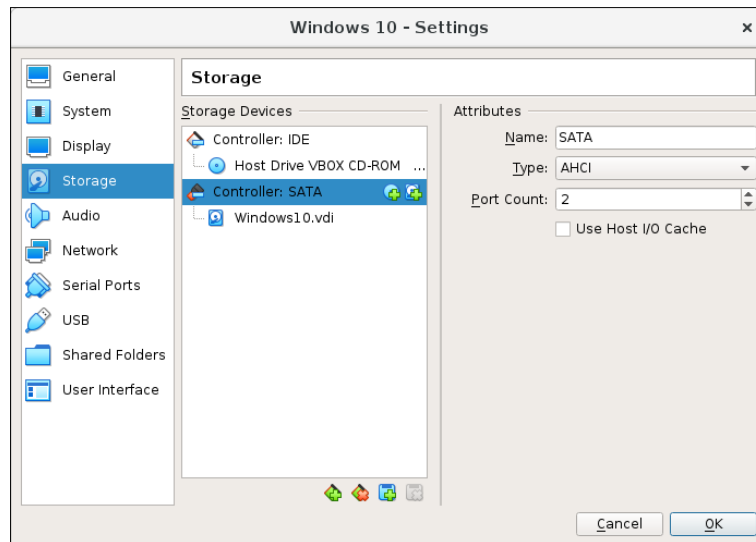 Windows 10 - Settings
General
System
Display
Storage
Audio
Network
Serial Ports
USB
Shared Folders
User Interface
Storage
Storage Devices
Controller: IDE
Host Drive VBOX CD-ROM ...
Controller: SATA
Windows10.vdi
Attributes
Name: SATA
Type: AHCI
Port Count: 2
Use Host I/O Cache
Cancel
OK